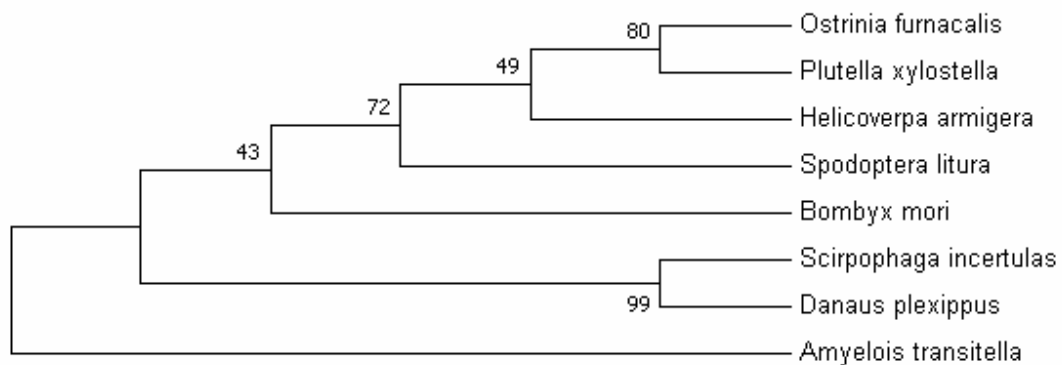 80
Ostrinia furnacalis
49
Plutella xylostella
72
Helicoverpa armigera
43
Spodoptera litura
Bombyx mori
Scirpophaga incertulas
99
Danaus plexippus
Amyelois transitella